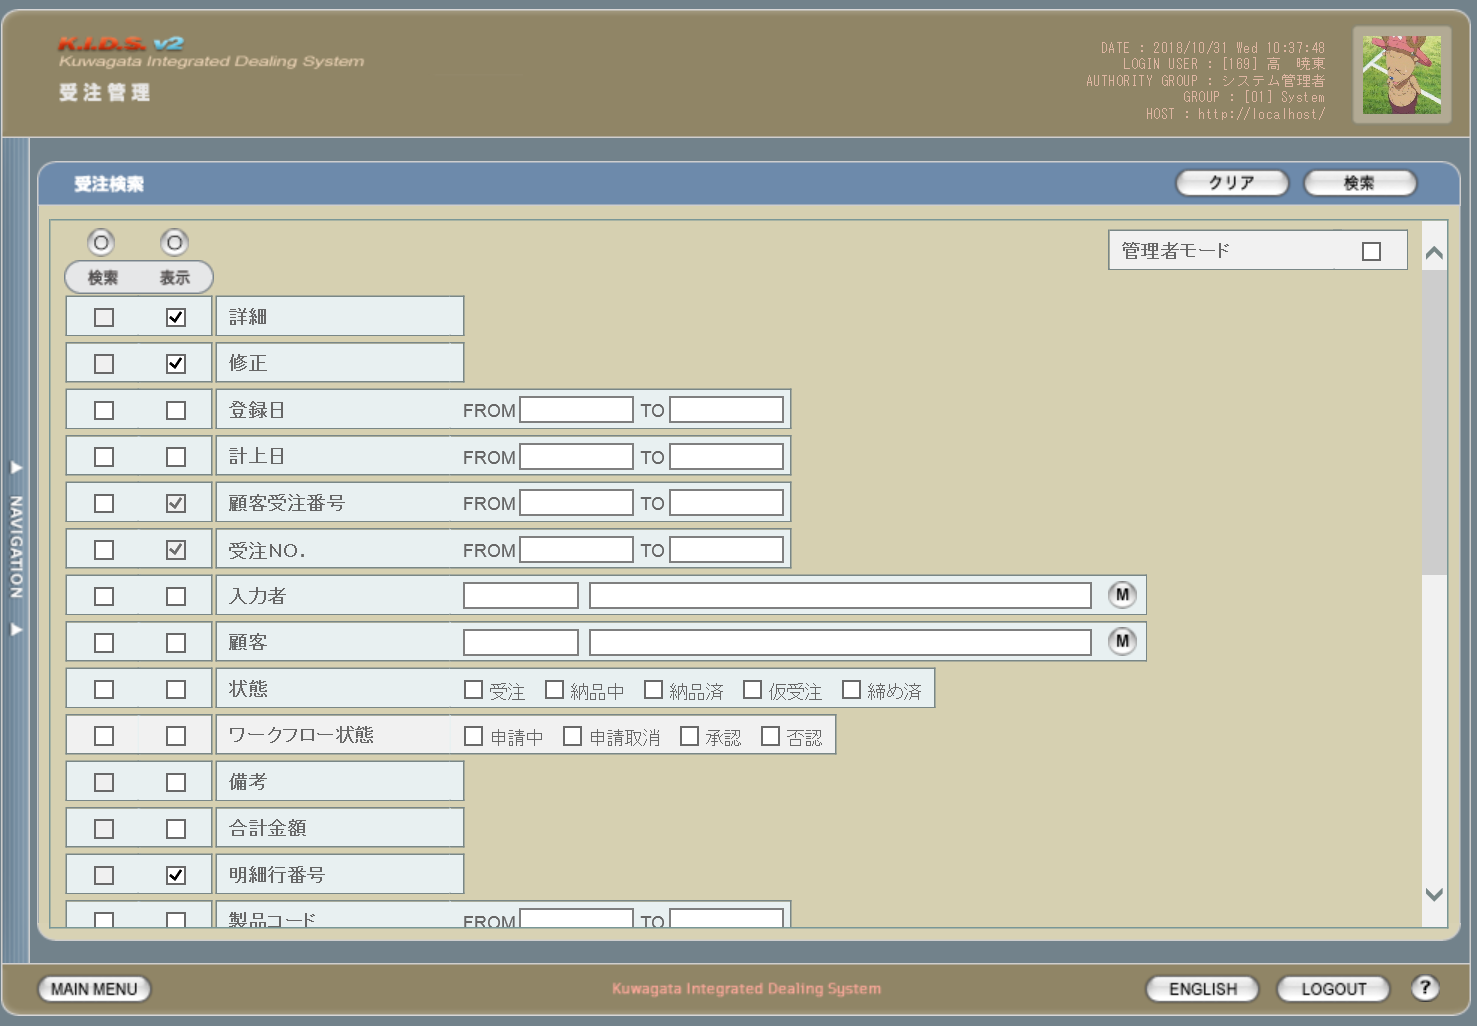 K.I.D.S. v2
Kuwagata Integrated Dealing System
受注管理
DATE : 2018/10/31 Wed 10:37:48
LOGIN USER : [169] 高 暁東
AUTHORITY GROUP : システム管理者
GROUP : [01] System
HOST : http://localhost/
受注検索
クリア
検索
検索 表示
管理者モード
詳細
修正
登録日 FROM TO
計上日 FROM TO
顧客受注番号 FROM TO
受注NO. FROM TO
入力者 M
顧客 M
状態 受注 納品中 納品済 仮受注 締め済
ワークフロー状態 申請中 申請取消 承認 否認
備考
合計金額
明細行番号
製品コード FROM TO
NAVIGATION
MAIN MENU
Kuwagata Integrated Dealing System
ENGLISH
LOGOUT
?